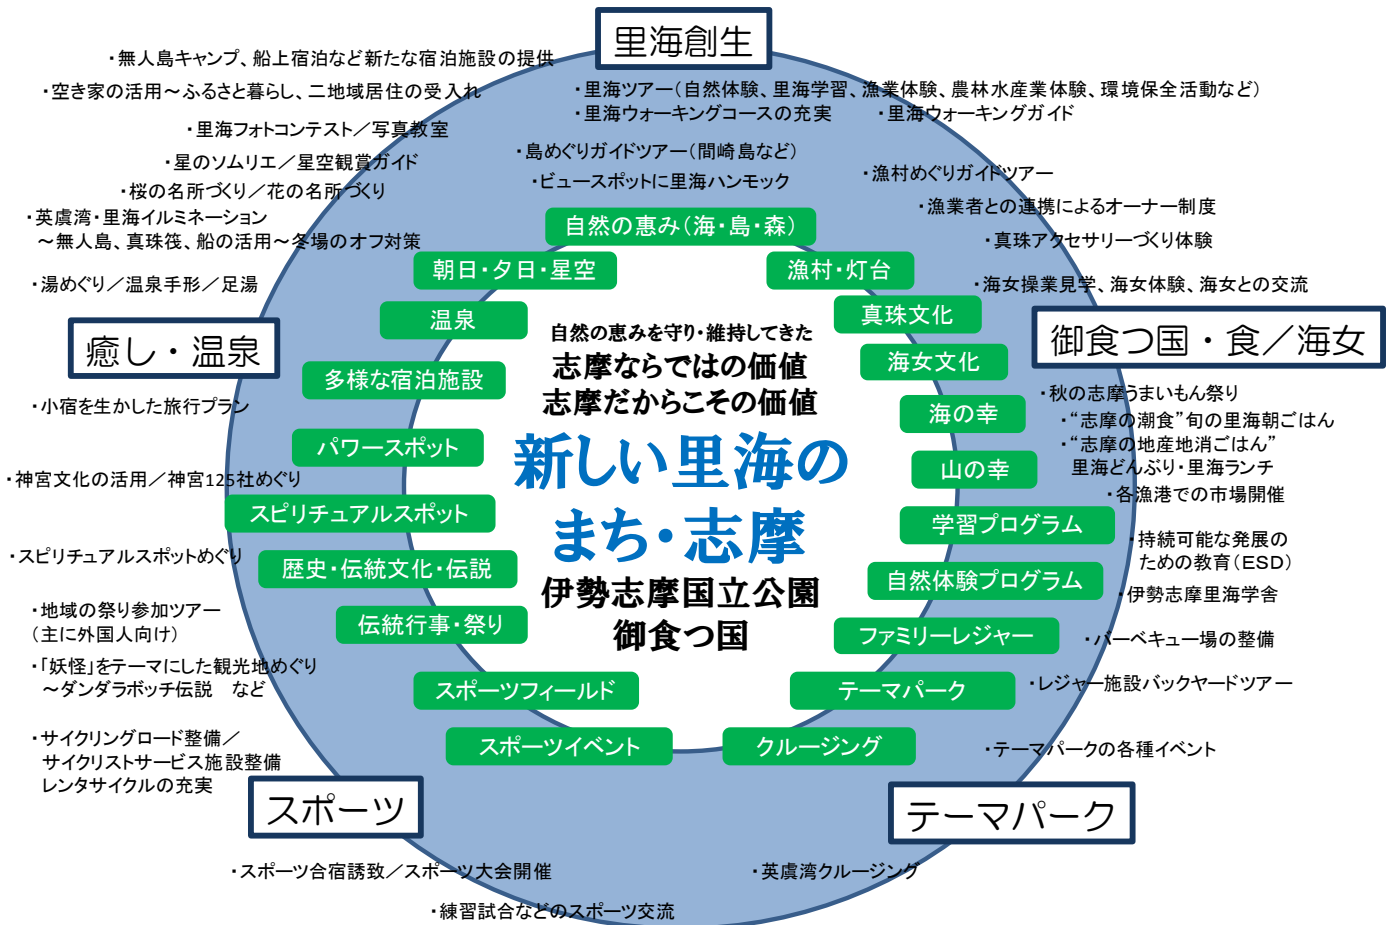 里海創生
・無人島キャンプ、船上宿泊など新たな宿泊施設の提供
・空き家の活用～ふるさと暮らし、二地域居住の受入れ
・里海フォトコンテスト／写真教室
・星のソムリエ／星空観賞ガイド
・桜の名所づくり／花の名所づくり
・英虞湾・里海イルミネーション
～無人島、真珠筏、船の活用～冬場のオフ対策
・湯めぐり／温泉手形／足湯
・里海ツアー（自然体験、里海学習、漁業体験、農林水産業体験、環境保全活動など）
・里海ウォーキングコースの充実
・里海ウォーキングガイド
・島めぐりガイドツアー（間崎島など）
・ビュースポットに里海ハンモック
・漁村めぐりガイドツアー
・漁業者との連携によるオーナー制度
・真珠アクセサリーづくり体験
・海女操業見学、海女体験、海女との交流
癒し・温泉
御食つ国・食／海女
・小宿を生かした旅行プラン
・神宮文化の活用／神宮125社めぐり
・スピリチュアルスポットめぐり
・地域の祭り参加ツアー
（主に外国人向け）
・「妖怪」をテーマにした観光地めぐり
～ダンダラボッチ伝説　など
・サイクリングロード整備／
サイクリストサービス施設整備
レンタサイクルの充実
自然の恵み（海・島・森）
朝日・夕日・星空
温泉
多様な宿泊施設
パワースポット
スピリチュアルスポット
歴史・伝統文化・伝説
伝統行事・祭り
スポーツフィールド
スポーツイベント
漁村・灯台
真珠文化
海女文化
海の幸
山の幸
学習プログラム
自然体験プログラム
ファミリーレジャー
テーマパーク
クルージング
自然の恵みを守り・維持してきた
志摩ならではの価値
志摩だからこその価値
新しい里海の
まち・志摩
伊勢志摩国立公園
御食つ国
・秋の志摩うまいもん祭り
・“志摩の潮食”旬の里海朝ごはん
・“志摩の地産地消ごはん”
里海どんぶり・里海ランチ
・各漁港での市場開催
・持続可能な発展の
ための教育（ESD）
・伊勢志摩里海学舎
・バーベキュー場の整備
・レジャー施設バックヤードツアー
・テーマパークの各種イベント
スポーツ
テーマパーク
・スポーツ合宿誘致／スポーツ大会開催
・練習試合などのスポーツ交流
・英虞湾クルージング